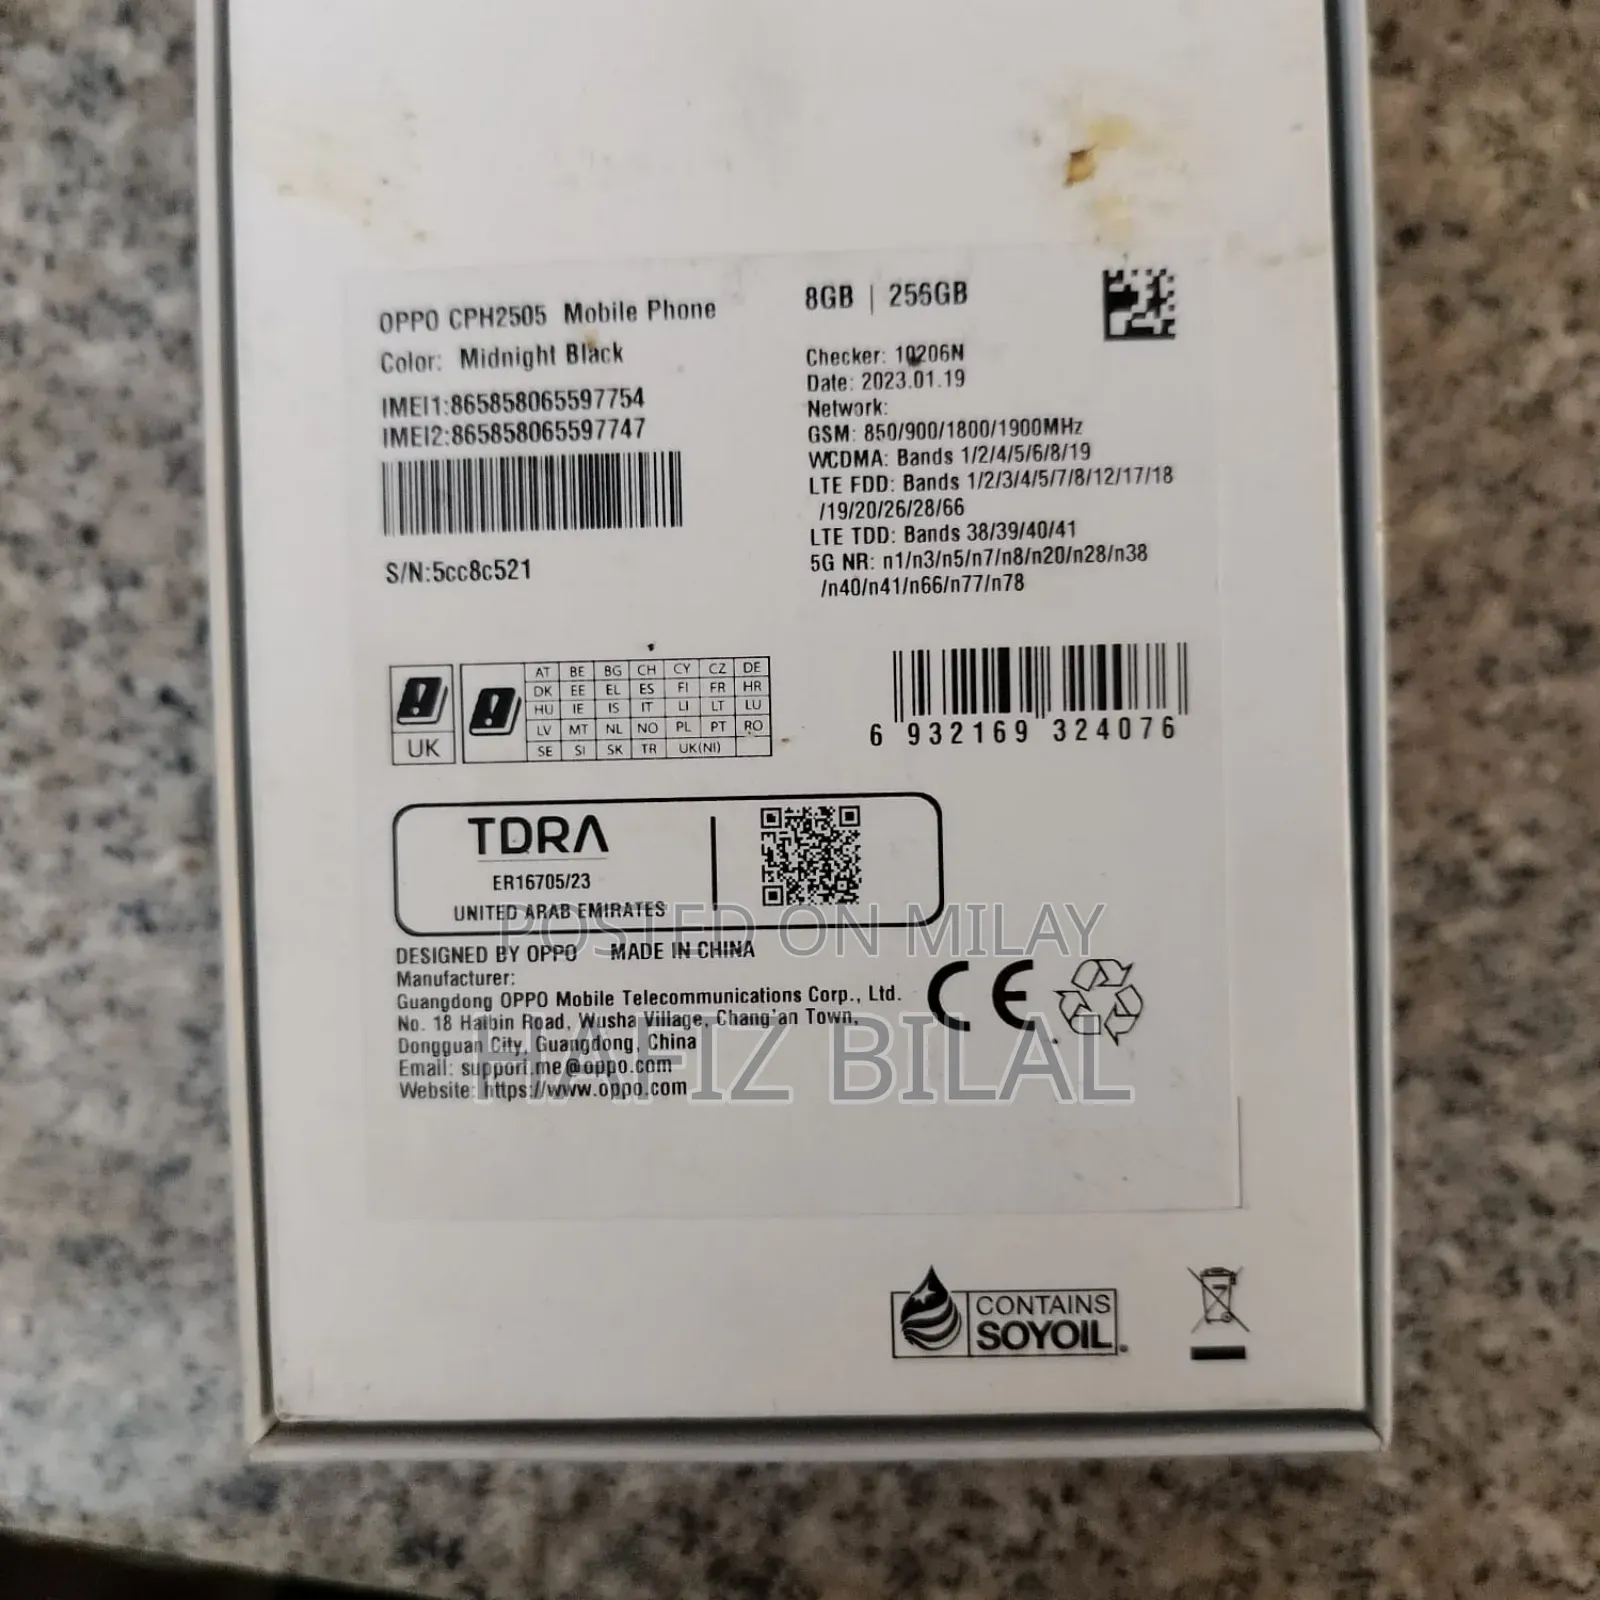 OPPO CPH2505 Mobile Phone
Color: Midnight Black
IMEI1:865858065597754
IMEI2:865858065597747
S/N:5cc8c521
8GB | 256GB
Checker: 10206N
Date: 2023.01.19
Network:
GSM: 850/900/1800/1900MHz
WCDMA: Bands 1/2/4/5/6/8/19
LTE FDD: Bands 1/2/3/4/5/7/8/12/17/18
/19/20/26/28/66
LTE TDD: Bands 38/39/40/41
5G NR: n1/n3/n5/n7/n8/n20/n28/n38
/n40/n41/n66/n77/n78
UK
AT BE BG CH CY CZ DE
DK EE EL ES FI FR HR
HU IE IS IT LI LT LU
LV MT NL NO PL PT RO
SE SI SK TR UK(NI)
6 932169 324076
TDRA
ER16705/23
UNITED ARAB EMIRATES
POSTED ON MILAY
DESIGNED BY OPPO MADE IN CHINA
Manufacturer:
Guangdong OPPO Mobile Telecommunications Corp., Ltd.
No. 18 Haibin Road, Wusha Village, Chang'an Town,
Dongguan City, Guangdong, China
Email: support.me@oppo.com
Website: https://www.oppo.com
CE
HAFIZ BILAL
CONTAINS
SOYOIL